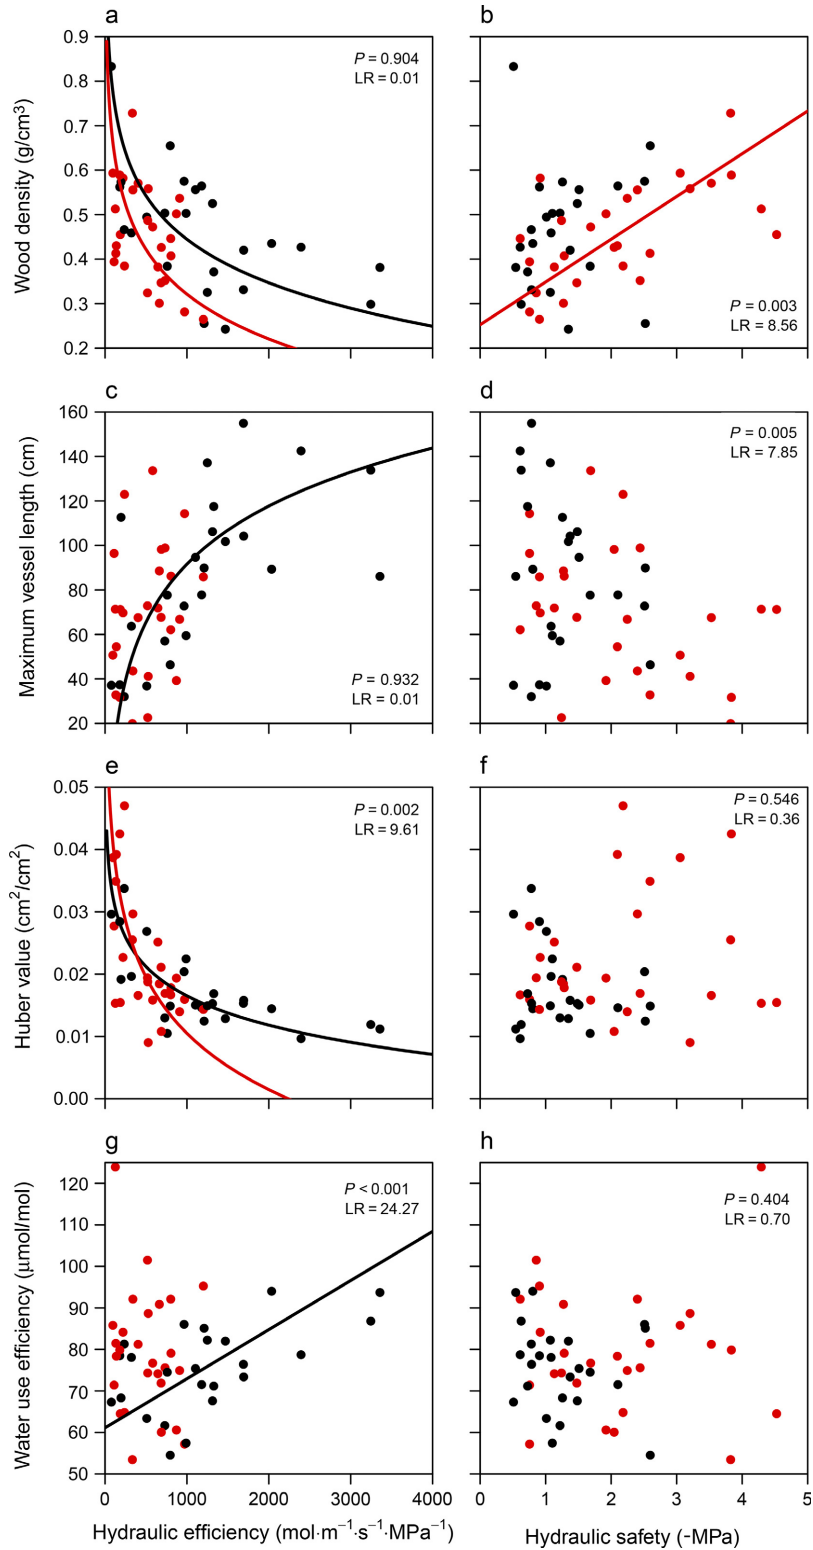 a
b
Wood density (g/cm³)
0.9
0.8
0.7
0.6
0.5
0.4
0.3
0.2
P = 0.904
LR = 0.01
P = 0.003
LR = 8.56
c
d
Maximum vessel length (cm)
160
140
120
100
80
60
40
20
P = 0.932
LR = 0.01
P = 0.005
LR = 7.85
e
f
Huber value (cm²/cm²)
0.05
0.04
0.03
0.02
0.01
0.00
P = 0.002
LR = 9.61
P = 0.546
LR = 0.36
g
h
Water use efficiency (µmol/mol)
120
110
100
90
80
70
60
50
P < 0.001
LR = 24.27
P = 0.404
LR = 0.70
0 1000 2000 3000 4000
0 1 2 3 4 5
Hydraulic efficiency (mol·m⁻¹·s⁻¹·MPa⁻¹)
Hydraulic safety (-MPa)